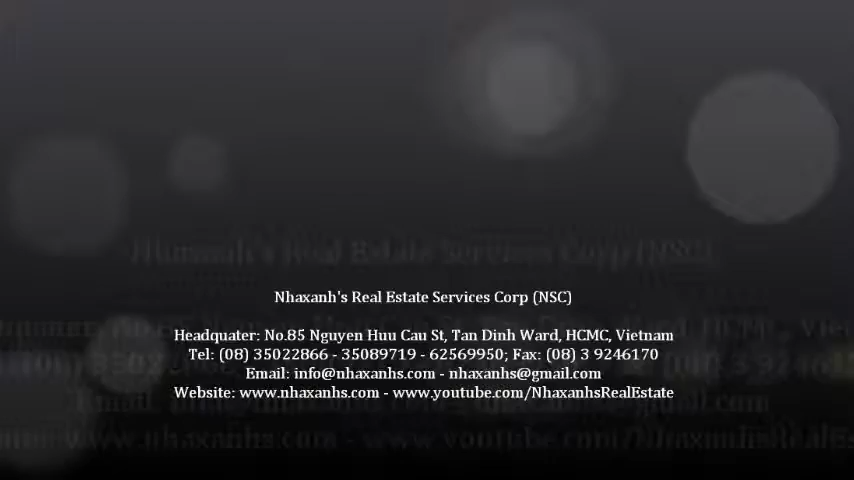 Nhaxanh's Real Estate Services Corp (NSC)
Headquater: No.85 Nguyen Huu Cau St, Tan Dinh Ward, HCMC, Vietnam
Tel: (08) 35022866 - 35089719 - 62569950; Fax: (08) 3 9246170
Email: info@nhaxanhs.com - nhaxanhs@gmail.com
Website: www.nhaxanhs.com - www.youtube.com/NhaxanhsRealEstate